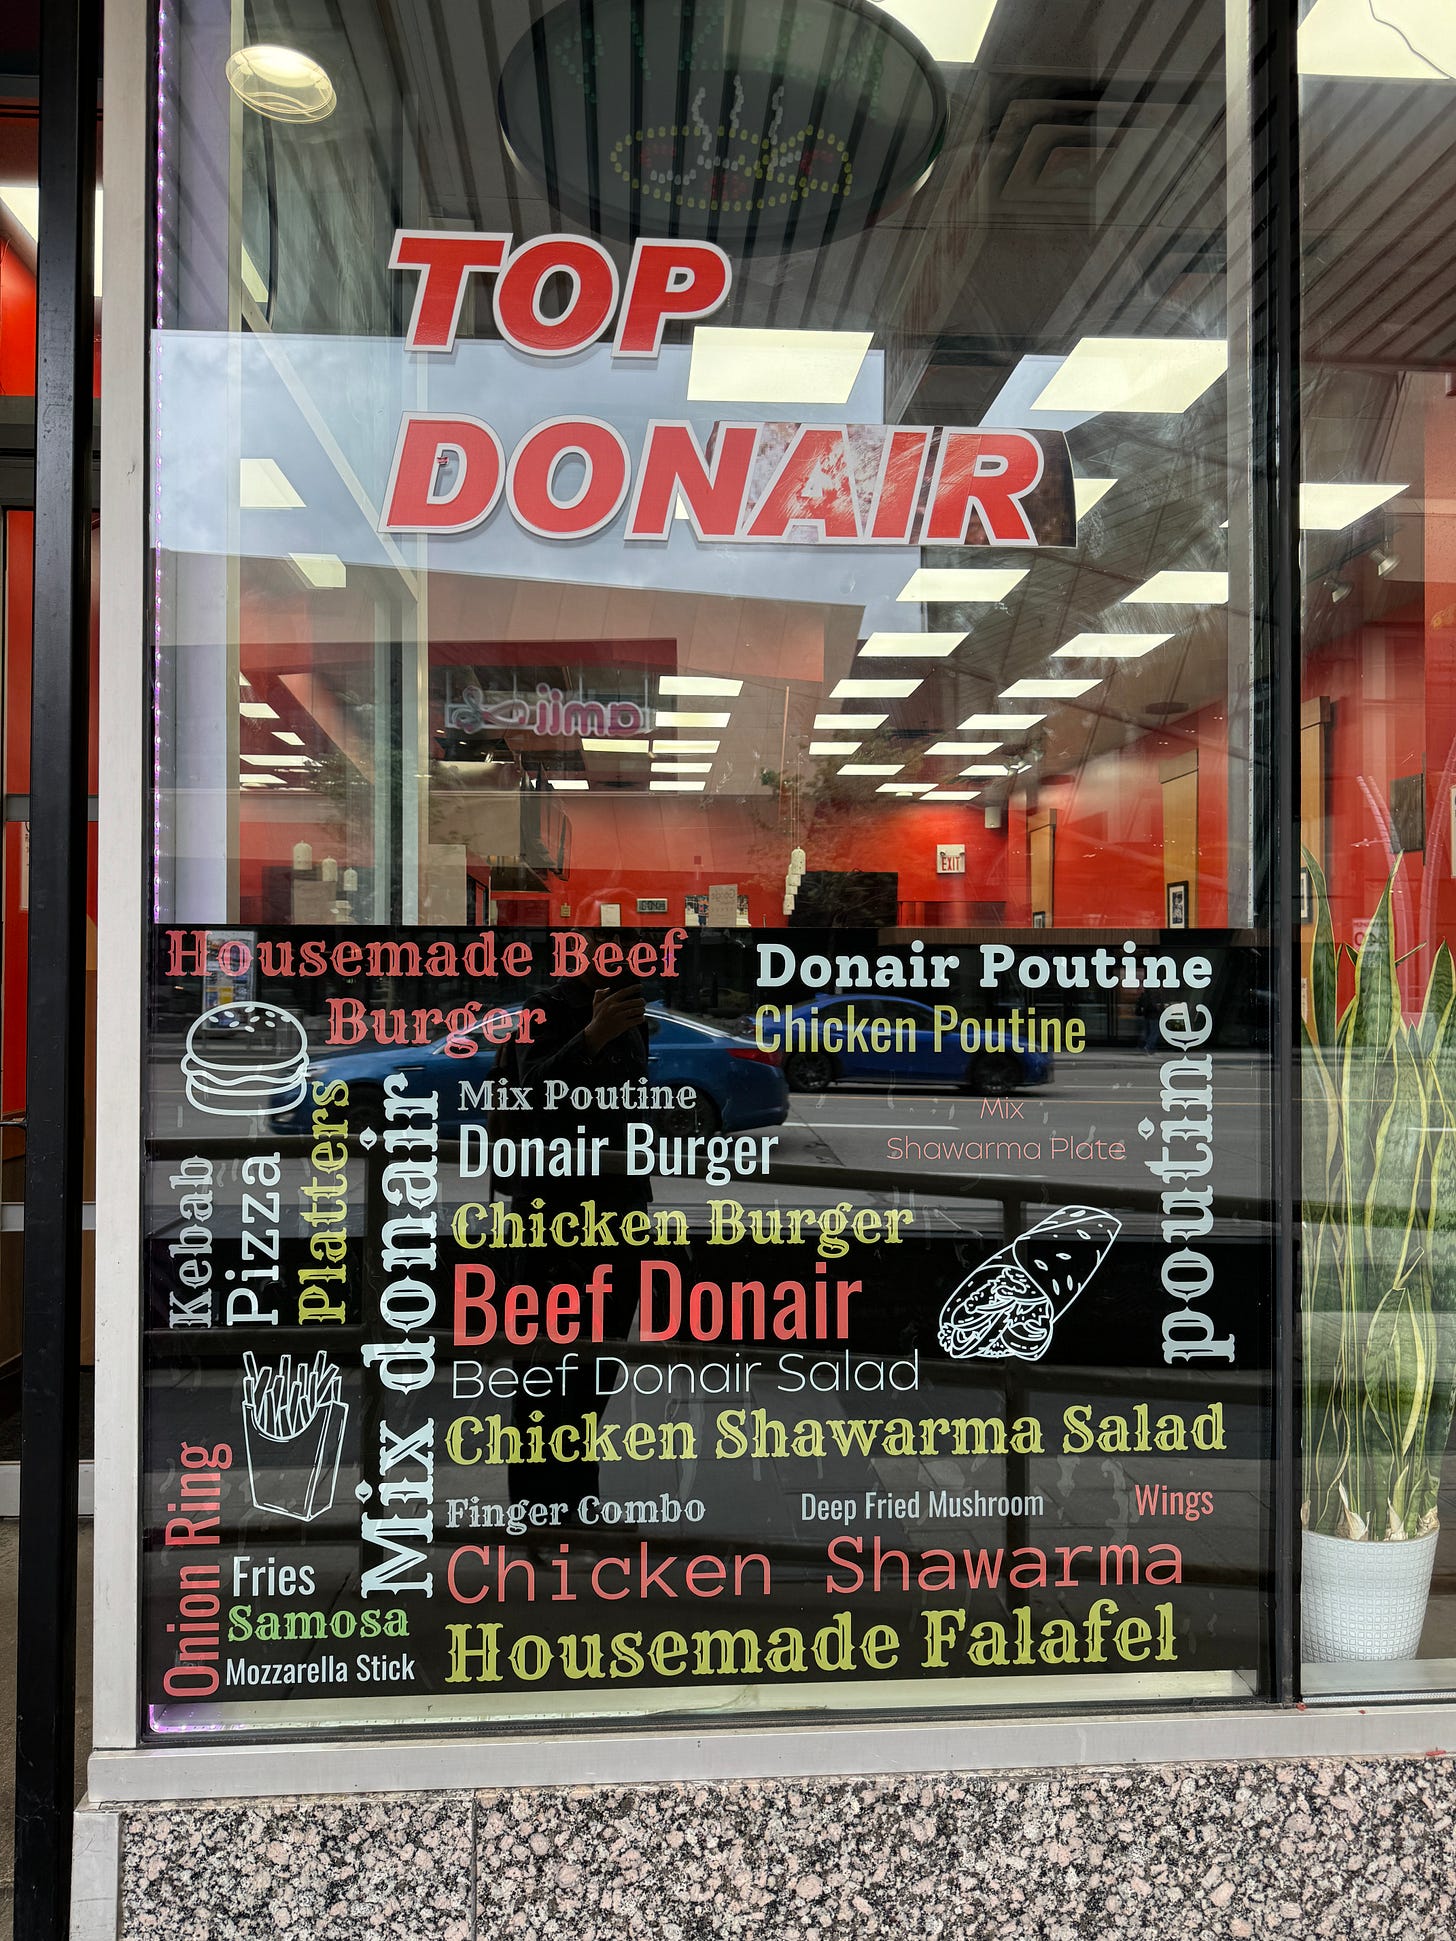 TOP
DONAIR
EXIT
Housemade Beef
Burger
Donair Poutine
Chicken Poutine
poutine
Mix Poutine
Mix
Shawarma Plate
Donair Burger
Chicken Burger
Kebab
Pizza
Platters
Mix donair
Beef Donair
Beef Donair Salad
Chicken Shawarma Salad
Finger Combo
Deep Fried Mushroom
Wings
Chicken Shawarma
Housemade Falafel
Onion Ring
Fries
Samosa
Mozzarella Stick